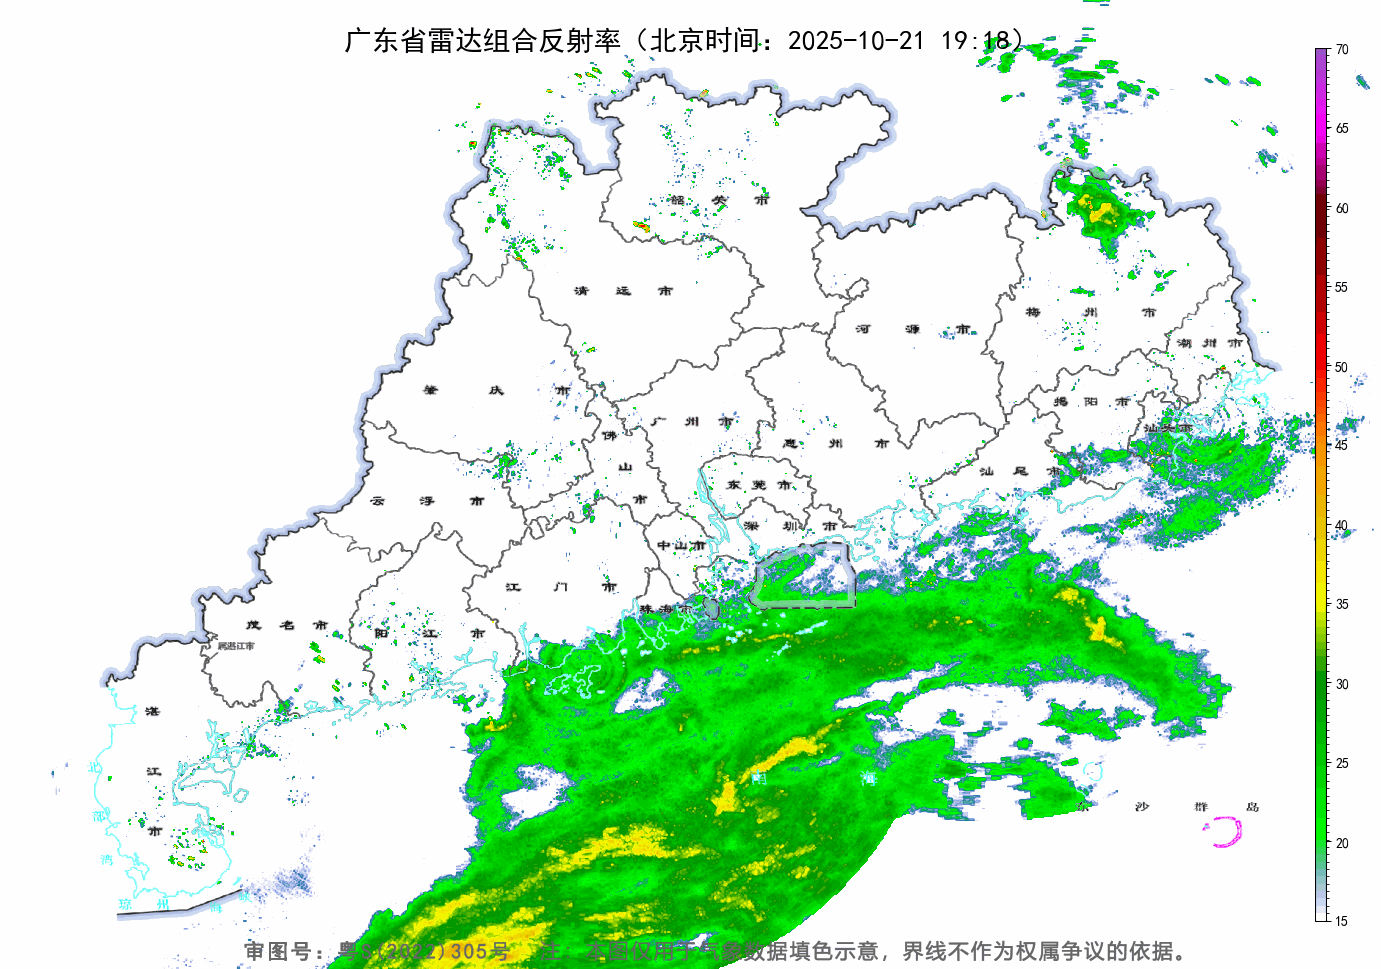 广东省雷达组合反射率（北京时间：2025-10-21 19:18）
70
65
60
55
50
45
40
35
30
25
20
15
韶关市
清远市
河源市
梅州市
潮州市
肇庆市
广州市
佛山市
惠州市
揭阳市
汕头市
汕尾市
云浮市
东莞市
深圳市
中山市
江门市
珠海市
茂名市
阳江市
属湛江市
湛江市
北部湾
琼州海峡
南海
东沙群岛
审图号：粤S(2022)305号 注：本图仅用于气象数据填色示意，界线不作为权属争议的依据。